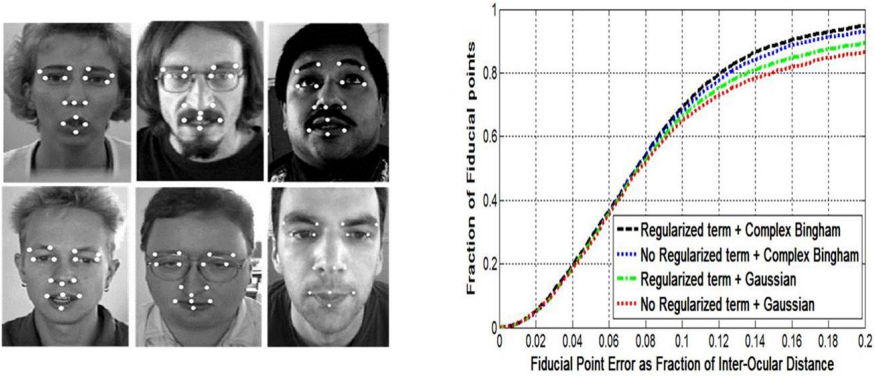 Fraction of Fiducial points
1
0.8
0.6
0.4
0.2
0
Regularized term + Complex Bingham
No Regularized term + Complex Bingham
Regularized term + Gaussian
No Regularized term + Gaussian
0 0.02 0.04 0.06 0.08 0.1 0.12 0.14 0.16 0.18 0.2
Fiducial Point Error as Fraction of Inter-Ocular Distance